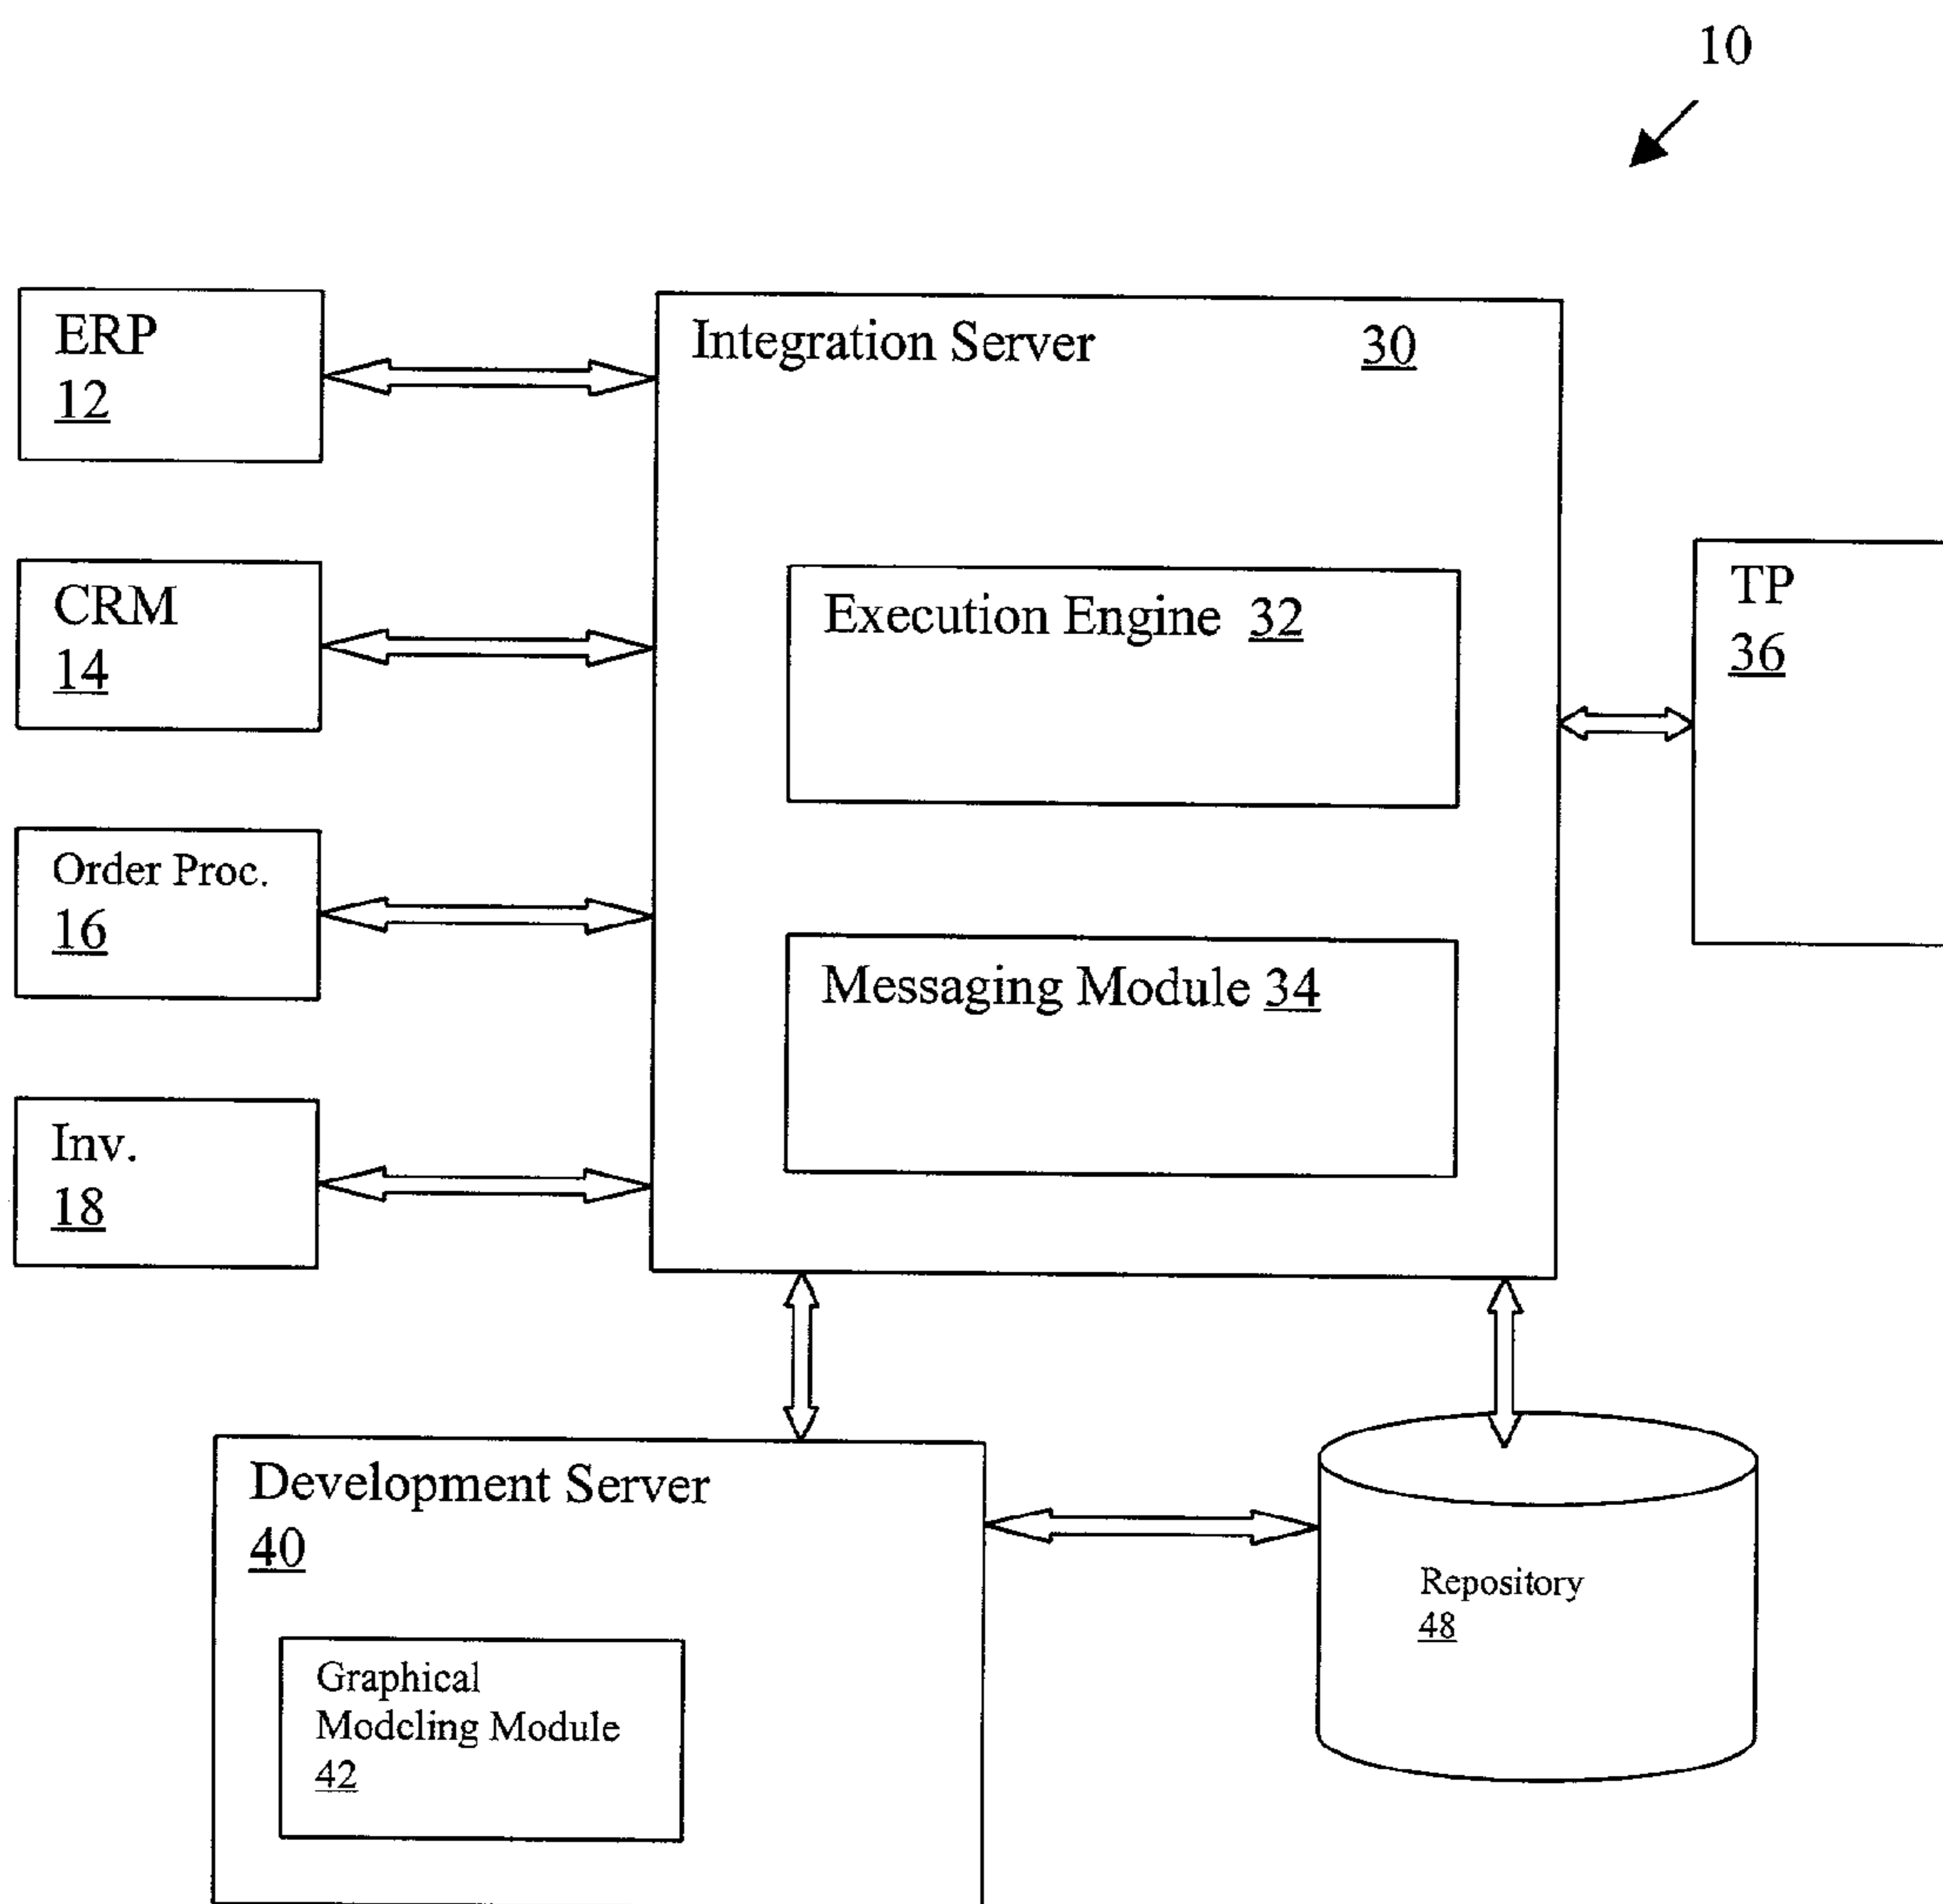 10
ERP
12
Integration Server 30
CRM
14
Execution Engine 32
TP
36
Order Proc.
16
Messaging Module 34
Inv.
18
Development Server
40
Repository
48
Graphical
Modeling Module
42